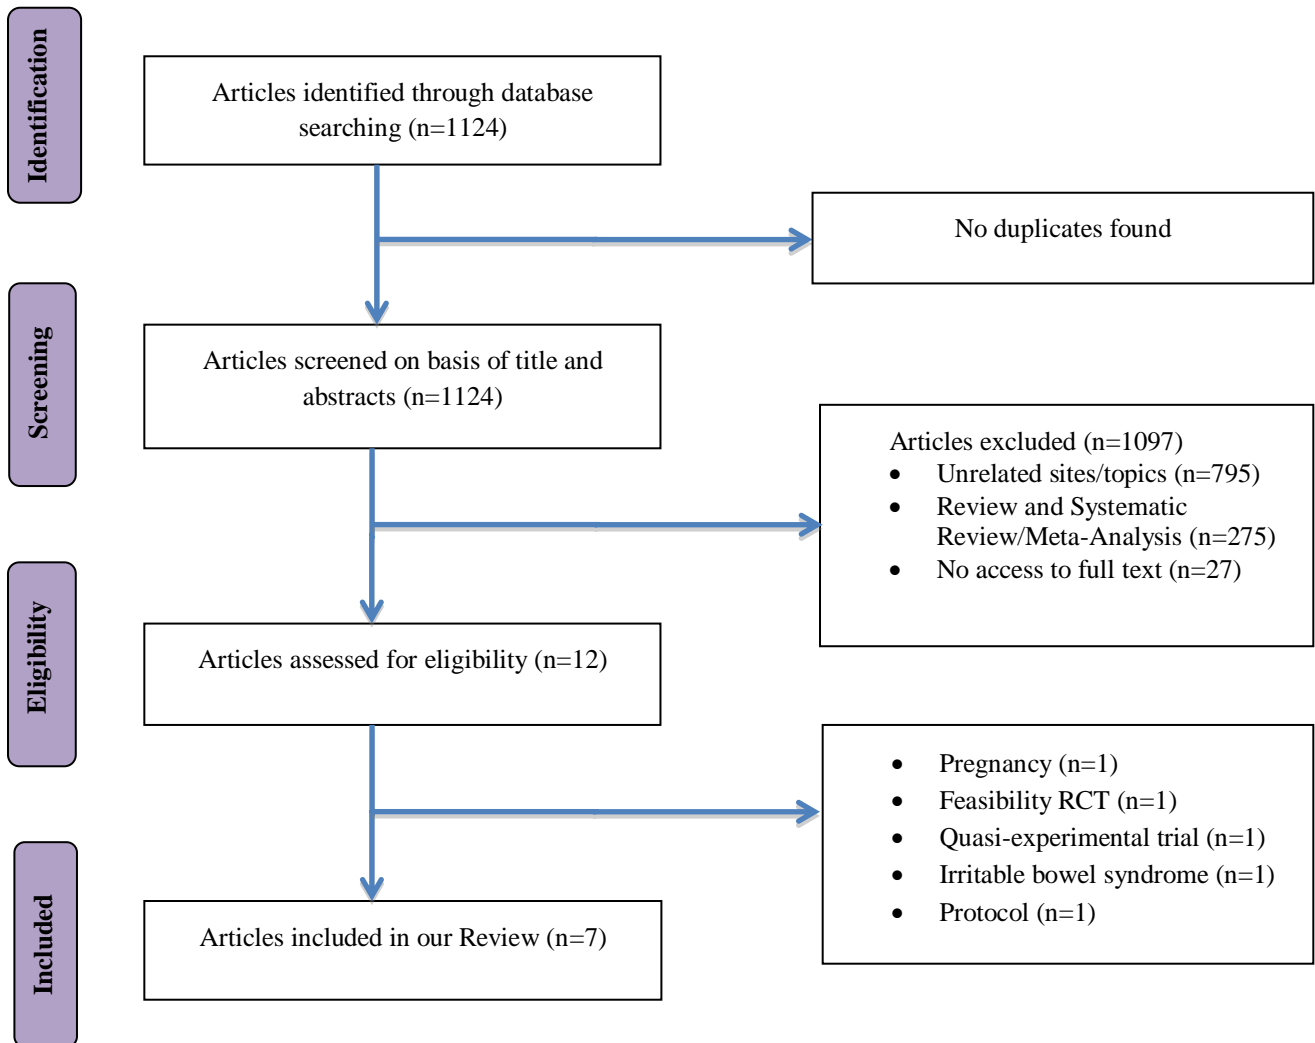 Identification
Articles identified through database
searching (n=1124)
No duplicates found
Screening
Articles screened on basis of title and
abstracts (n=1124)
Articles excluded (n=1097)
• Unrelated sites/topics (n=795)
• Review and Systematic
Review/Meta-Analysis (n=275)
• No access to full text (n=27)
Eligibility
Articles assessed for eligibility (n=12)
• Pregnancy (n=1)
• Feasibility RCT (n=1)
• Quasi-experimental trial (n=1)
• Irritable bowel syndrome (n=1)
• Protocol (n=1)
Included
Articles included in our Review (n=7)